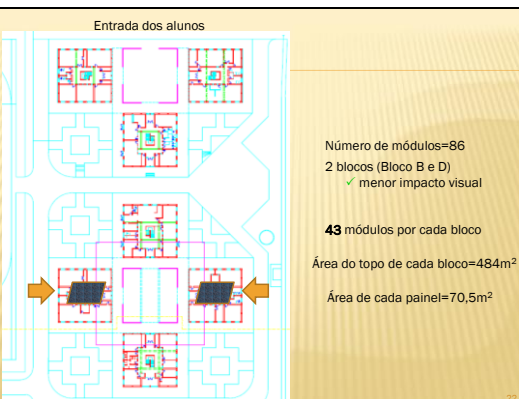 Entrada dos alunos
Número de módulos=86
2 blocos (Bloco B e D)
✓ menor impacto visual
43 módulos por cada bloco
Área do topo de cada bloco=484m²
Área de cada painel=70,5m²